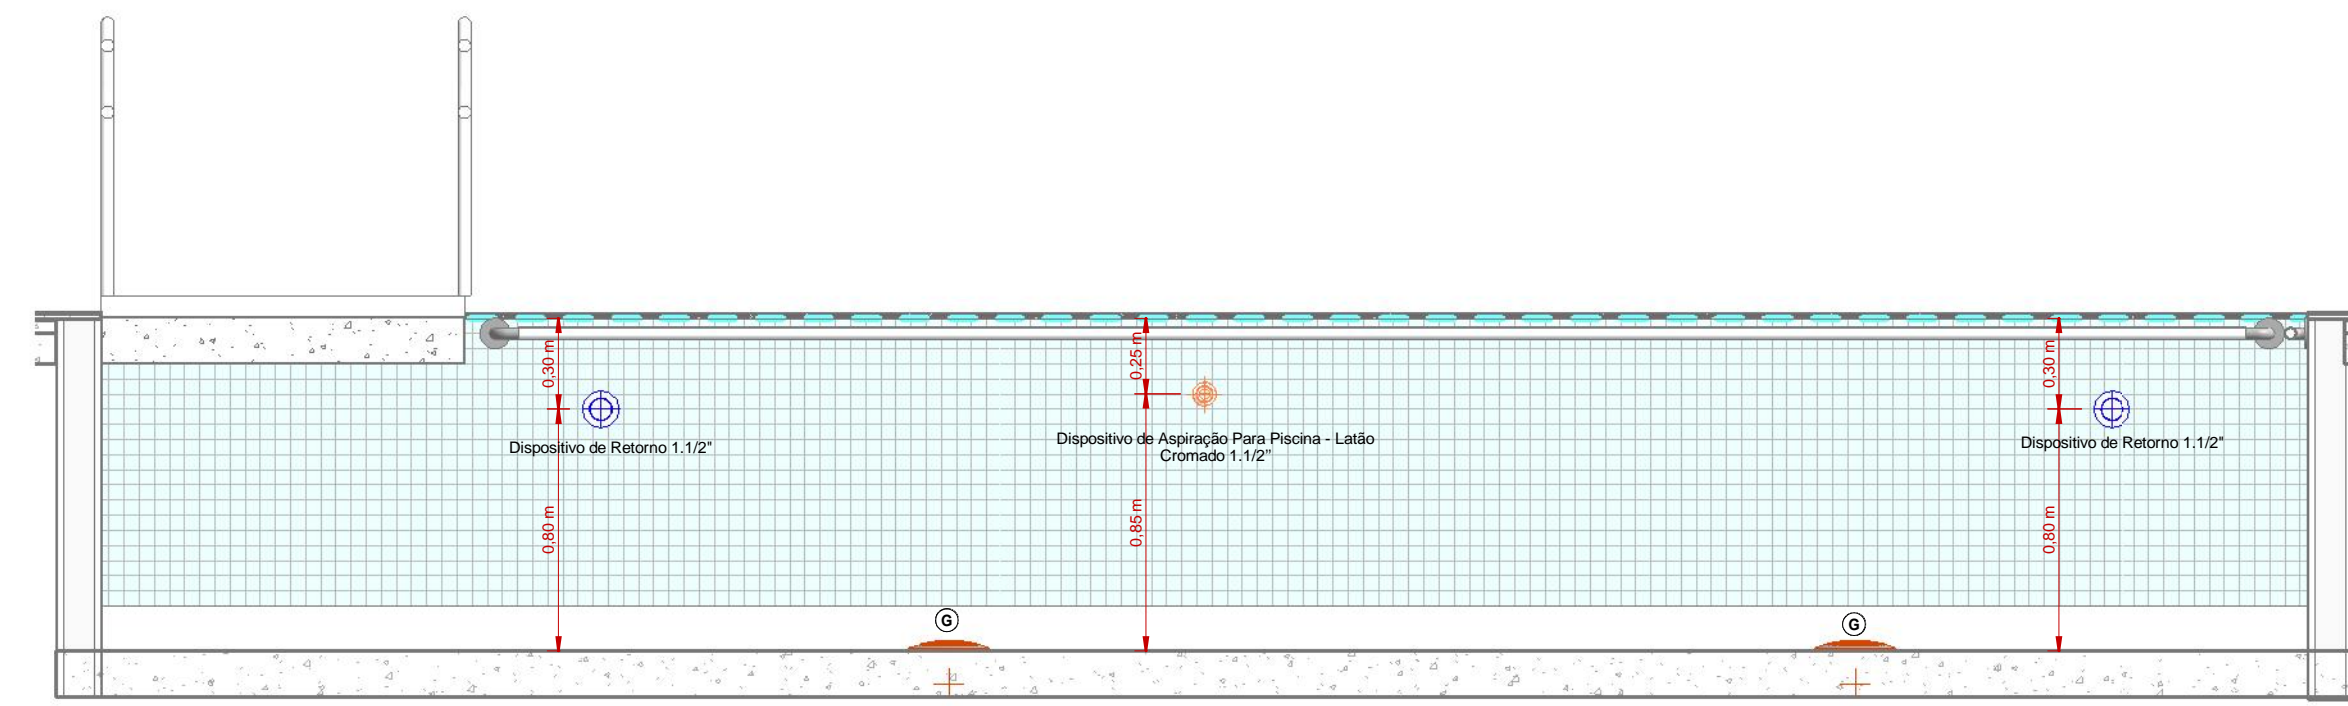 0,30 m
0,25 m
0,30 m
Dispositivo de Retorno 1.1/2"
Dispositivo de Aspiração Para Piscina - Latão
Cromado 1.1/2"
Dispositivo de Retorno 1.1/2"
0,80 m
0,85 m
0,80 m
G
G